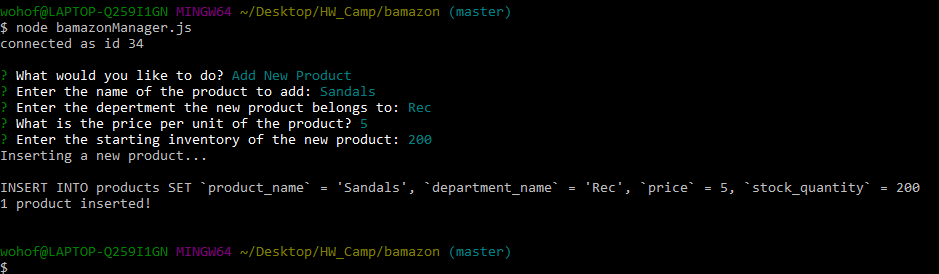 wohof@LAPTOP-Q259I1GN MINGW64 ~/Desktop/HW_Camp/bamazon (master)
$ node bamazonManager.js
connected as id 34
? What would you like to do? Add New Product
? Enter the name of the product to add: Sandals
? Enter the depertment the new product belongs to: Rec
? What is the price per unit of the product? 5
? Enter the starting inventory of the new product: 200
Inserting a new product...
INSERT INTO products SET `product_name` = 'Sandals', `department_name` = 'Rec', `price` = 5, `stock_quantity` = 200
1 product inserted!
wohof@LAPTOP-Q259I1GN MINGW64 ~/Desktop/HW_Camp/bamazon (master)
$